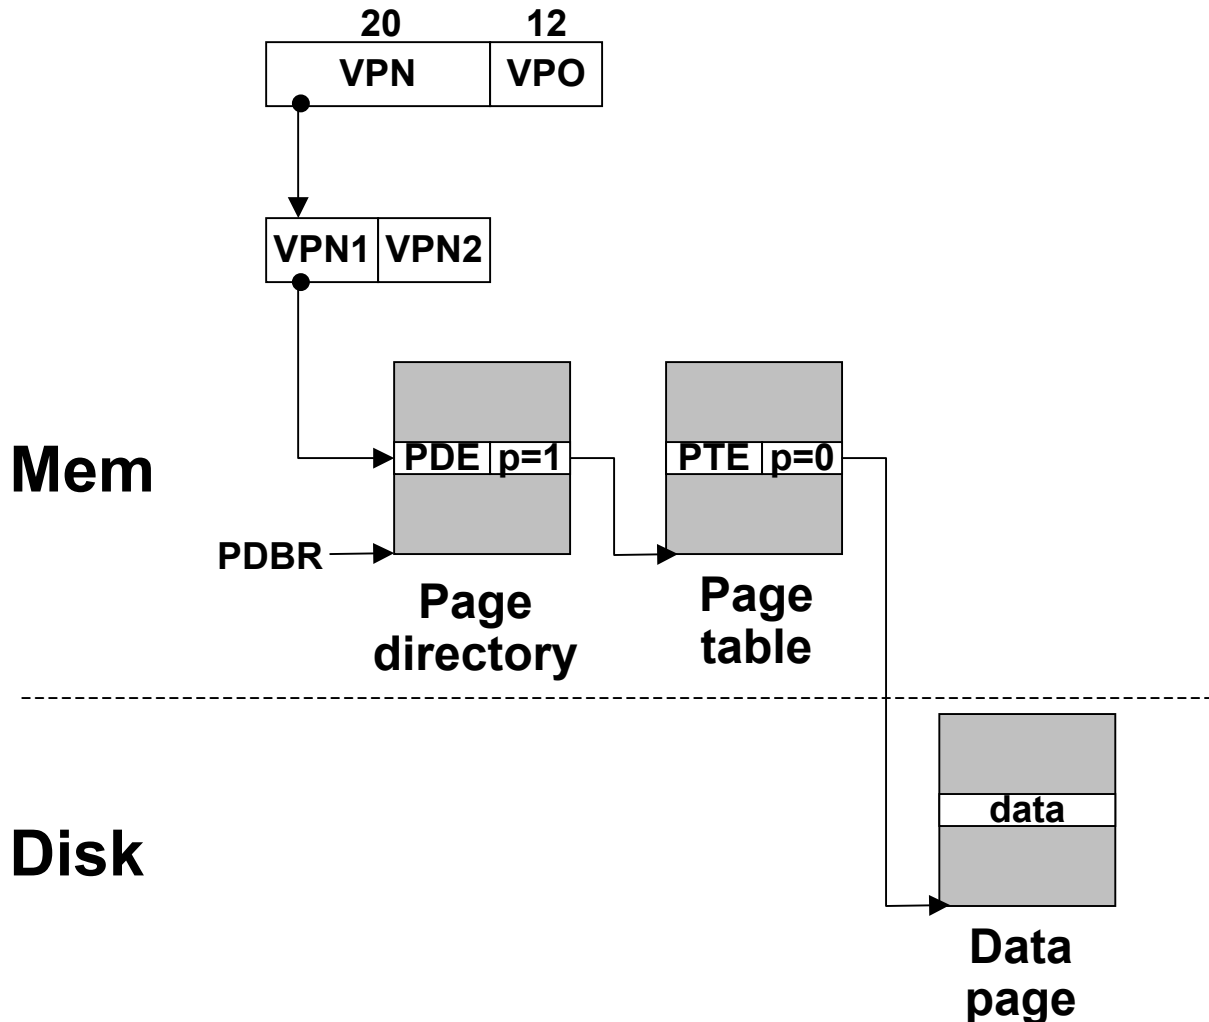 20 12
VPN VPO
VPN1 VPN2
Mem
PDE p=1 PTE p=0
PDBR
Page
directory
Page
table
Disk
data
Data
page